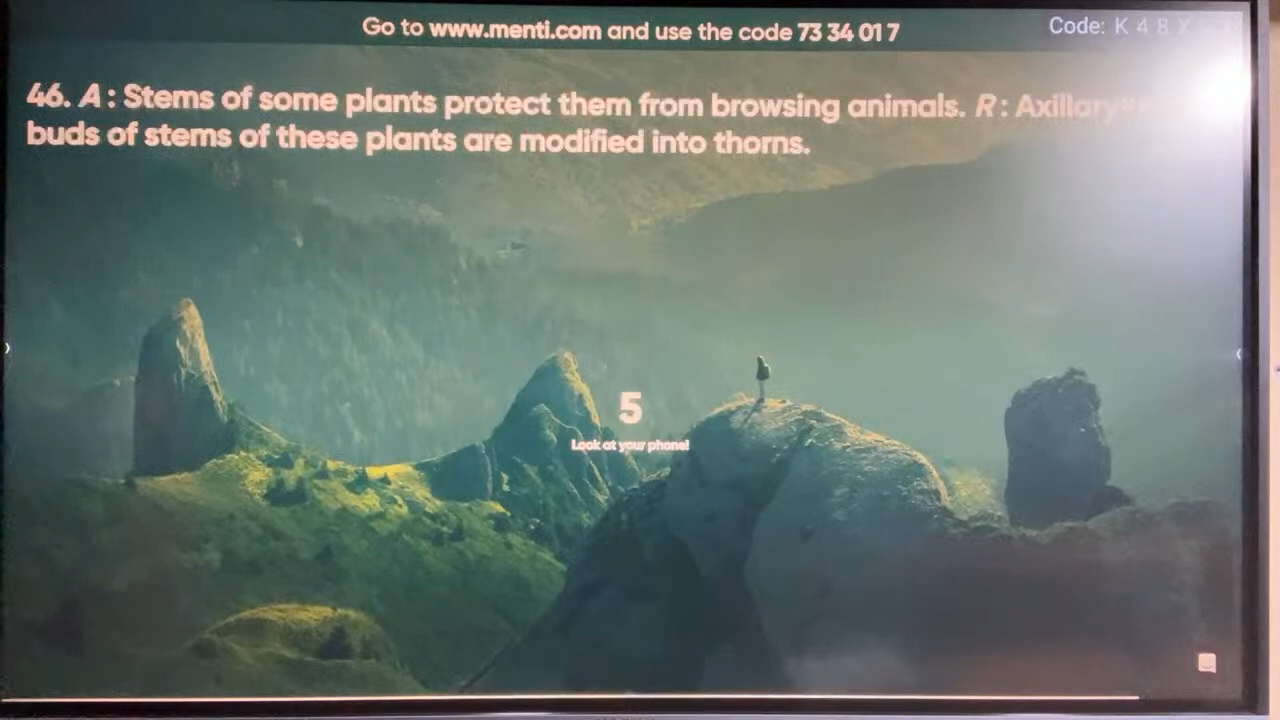 Go to www.menti.com and use the code 73 34 01 7
Code: K 4 8 X
46. A : Stems of some plants protect them from browsing animals. R : Axillary
buds of stems of these plants are modified into thorns.
5
Look at your phone!